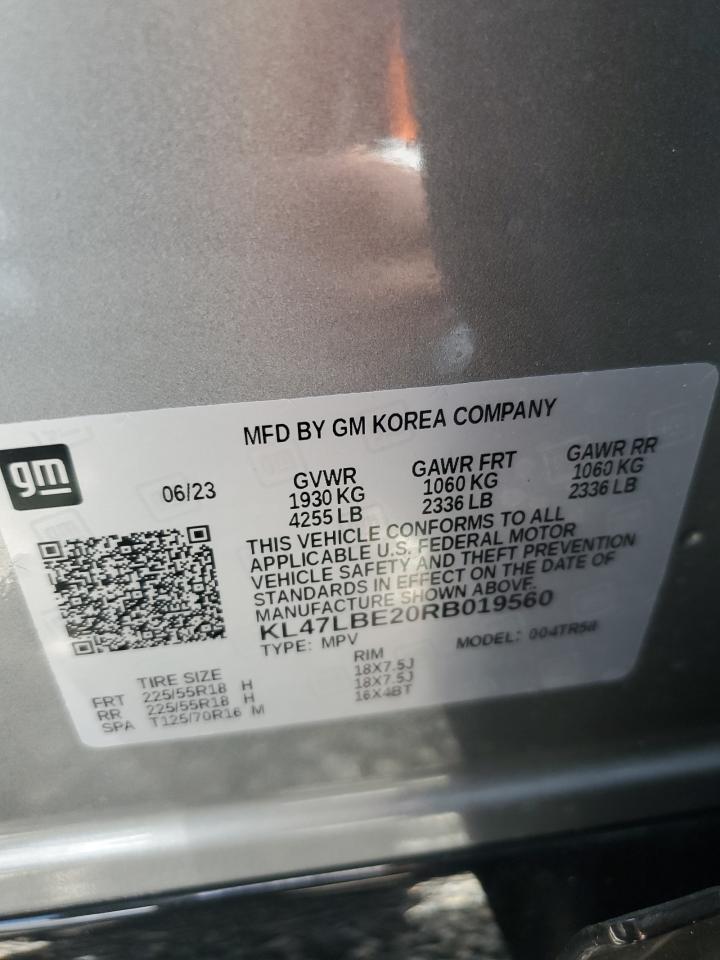 gm
MFD BY GM KOREA COMPANY
06/23
GVWR
1930 KG
4255 LB
GAWR FRT
1060 KG
2336 LB
GAWR RR
1060 KG
2336 LB
THIS VEHICLE CONFORMS TO ALL
APPLICABLE U.S. FEDERAL MOTOR
VEHICLE SAFETY AND THEFT PREVENTION
STANDARDS IN EFFECT ON THE DATE OF
MANUFACTURE SHOWN ABOVE.
KL47LBE20RB019560
TYPE: MPV
MODEL: 004TR58
TIRE SIZE
RIM
FRT 225/55R18 H 18X7.5J
RR 225/55R18 H 18X7.5J
SPA T125/70R16 M 16X4BT